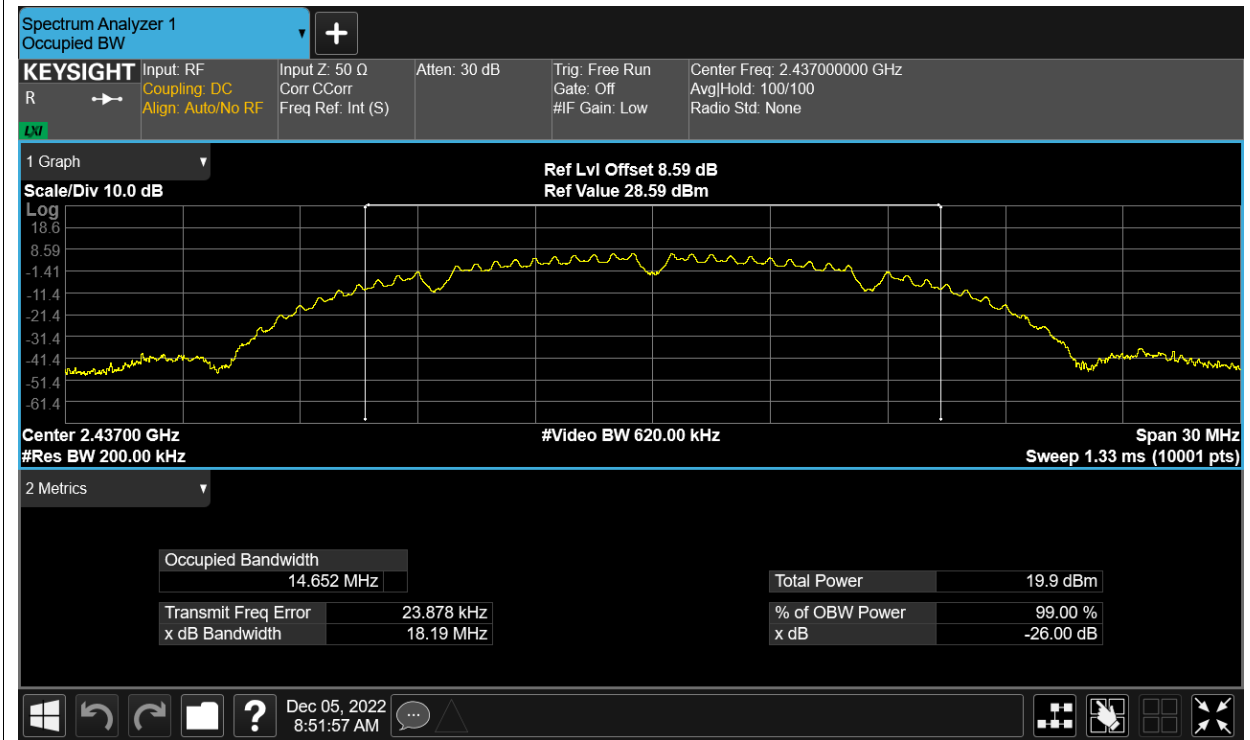 Spectrum Analyzer 1
Occupied BW
KEYSIGHT
R
LXI
Input: RF
Coupling: DC
Align: Auto/No RF
Input Z: 50 Ω
Corr CCorr
Freq Ref: Int (S)
Atten: 30 dB
Trig: Free Run
Gate: Off
#IF Gain: Low
Center Freq: 2.437000000 GHz
Avg|Hold: 100/100
Radio Std: None
1 Graph
Scale/Div 10.0 dB
Ref Lvl Offset 8.59 dB
Ref Value 28.59 dBm
Log
18.6
8.59
-1.41
-11.4
-21.4
-31.4
-41.4
-51.4
-61.4
Center 2.43700 GHz
#Res BW 200.00 kHz
#Video BW 620.00 kHz
Span 30 MHz
Sweep 1.33 ms (10001 pts)
2 Metrics
Occupied Bandwidth
14.652 MHz
Transmit Freq Error 23.878 kHz
x dB Bandwidth 18.19 MHz
Total Power 19.9 dBm
% of OBW Power 99.00 %
x dB -26.00 dB
?
Dec 05, 2022
8:51:57 AM